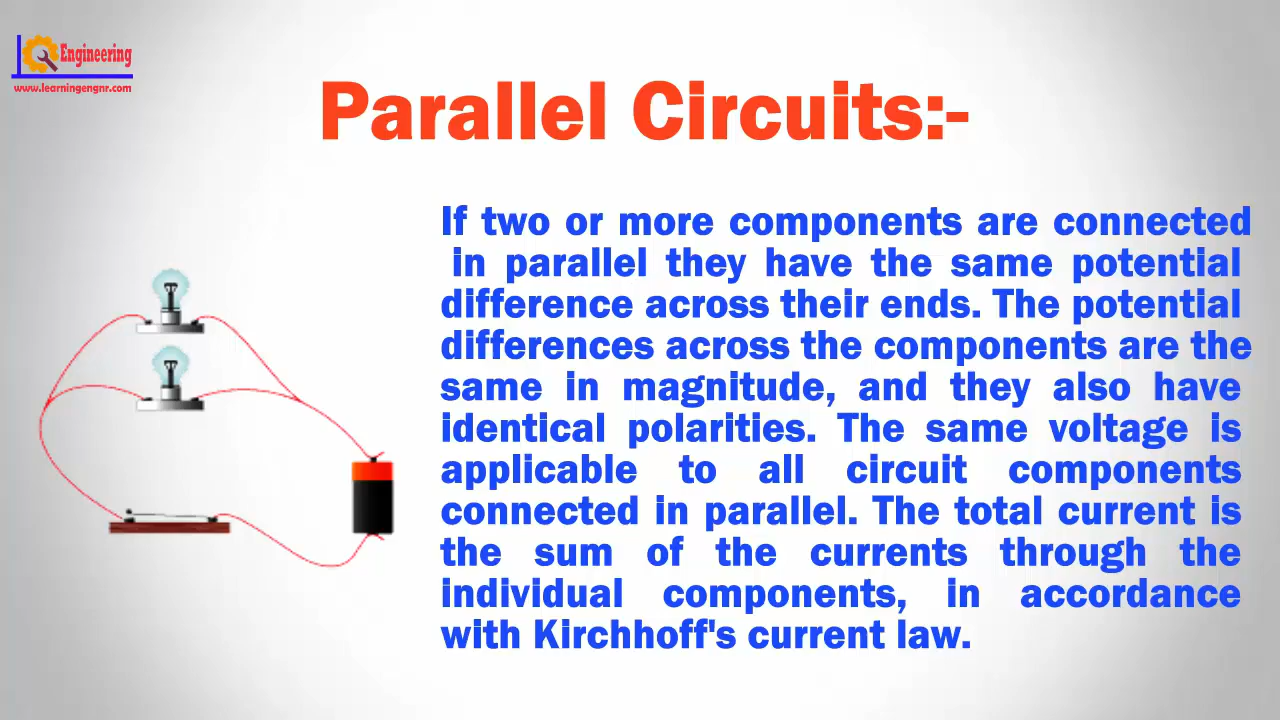 Engineering
www.learningengnr.com
Parallel Circuits:-
If two or more components are connected
in parallel they have the same potential
difference across their ends. The potential
differences across the components are the
same in magnitude, and they also have
identical polarities. The same voltage is
applicable to all circuit components
connected in parallel. The total current is
the sum of the currents through the
individual components, in accordance
with Kirchhoff's current law.